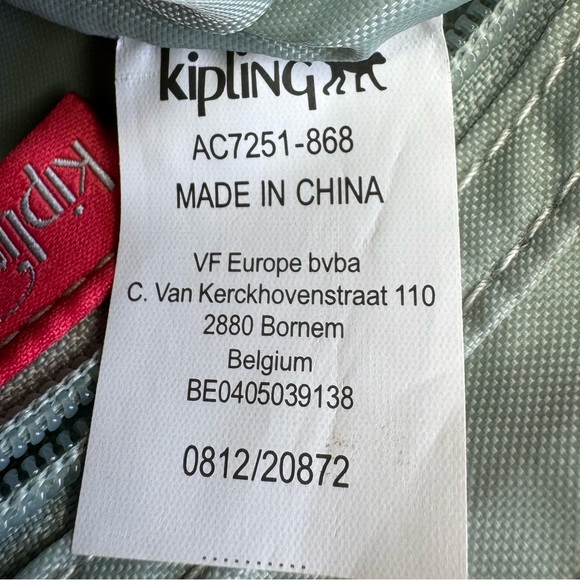 kipling
AC7251-868
MADE IN CHINA
VF Europe bvba
C. Van Kerckhovenstraat 110
2880 Bornem
Belgium
BE0405039138
0812/20872